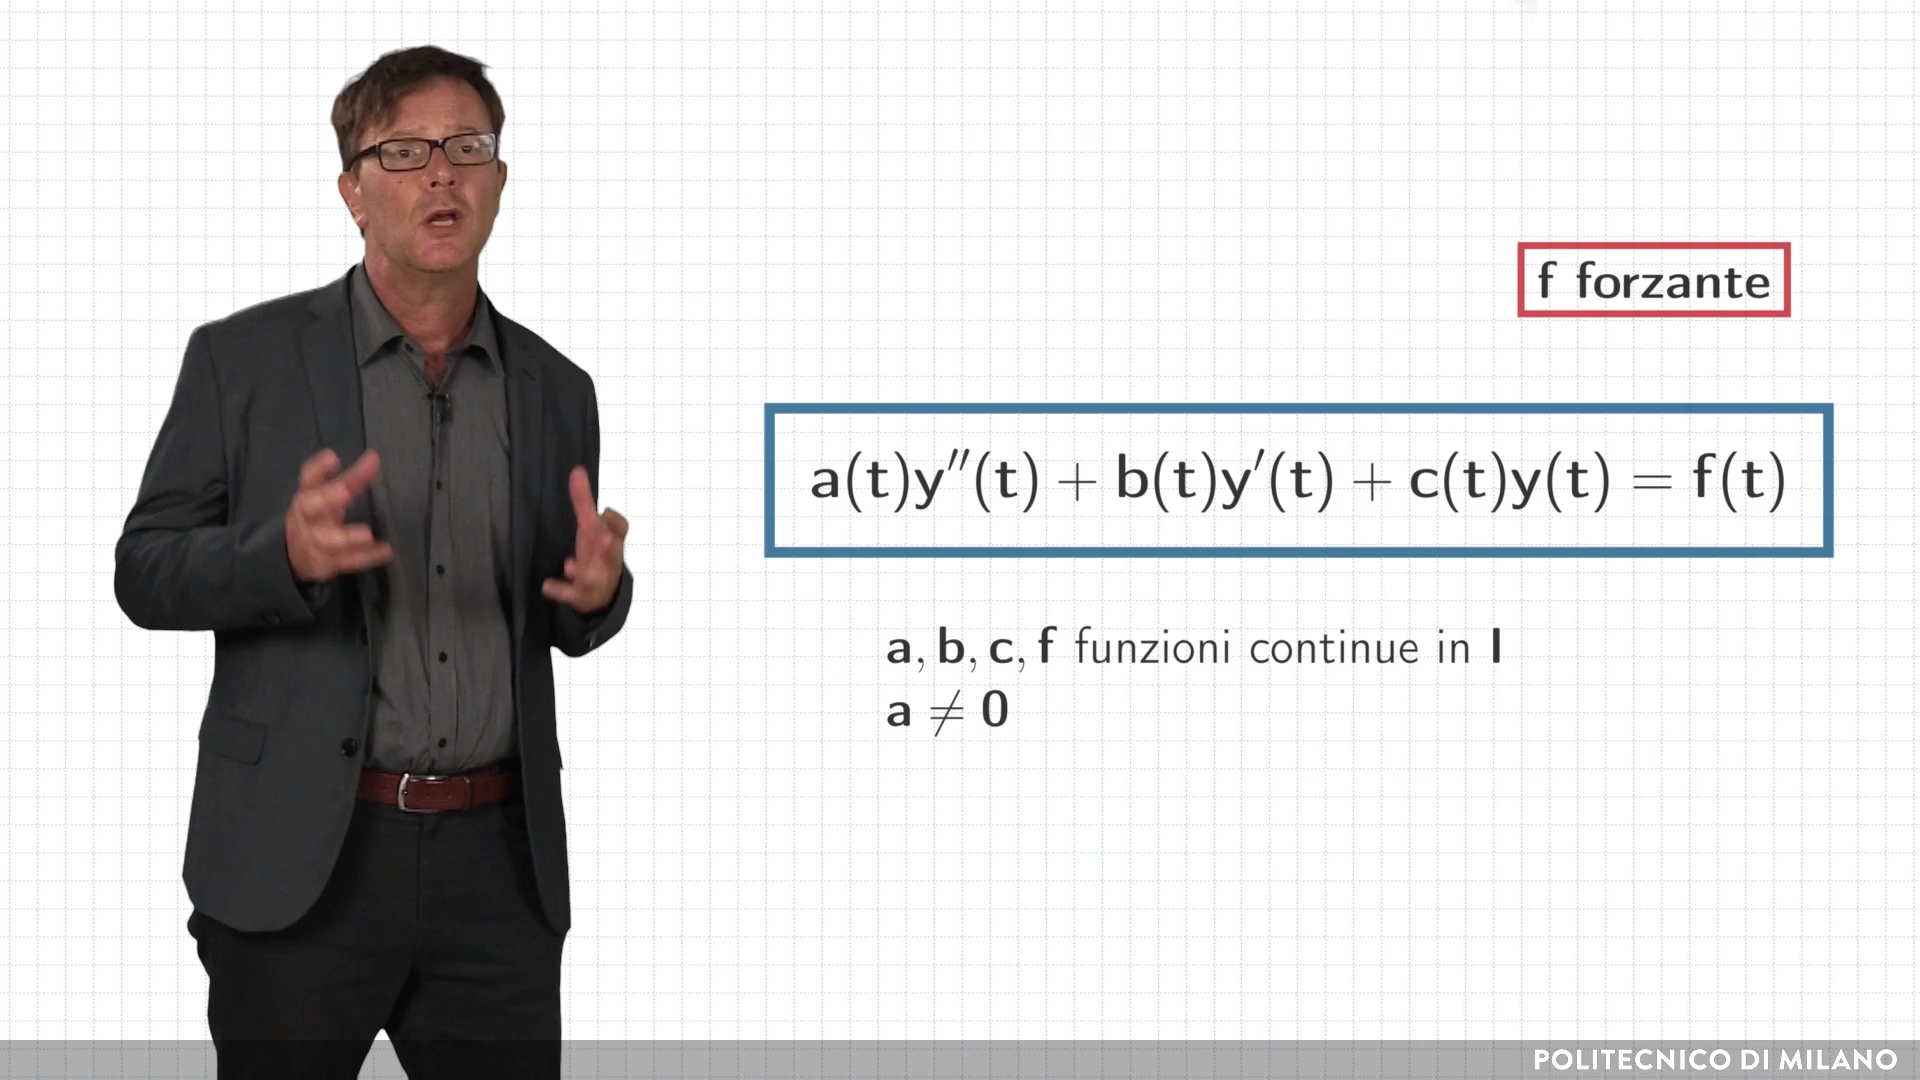 f forzante
a(t)y″(t) + b(t)y′(t) + c(t)y(t) = f(t)
a, b, c, f funzioni continue in I
a ≠ 0
POLITECNICO DI MILANO